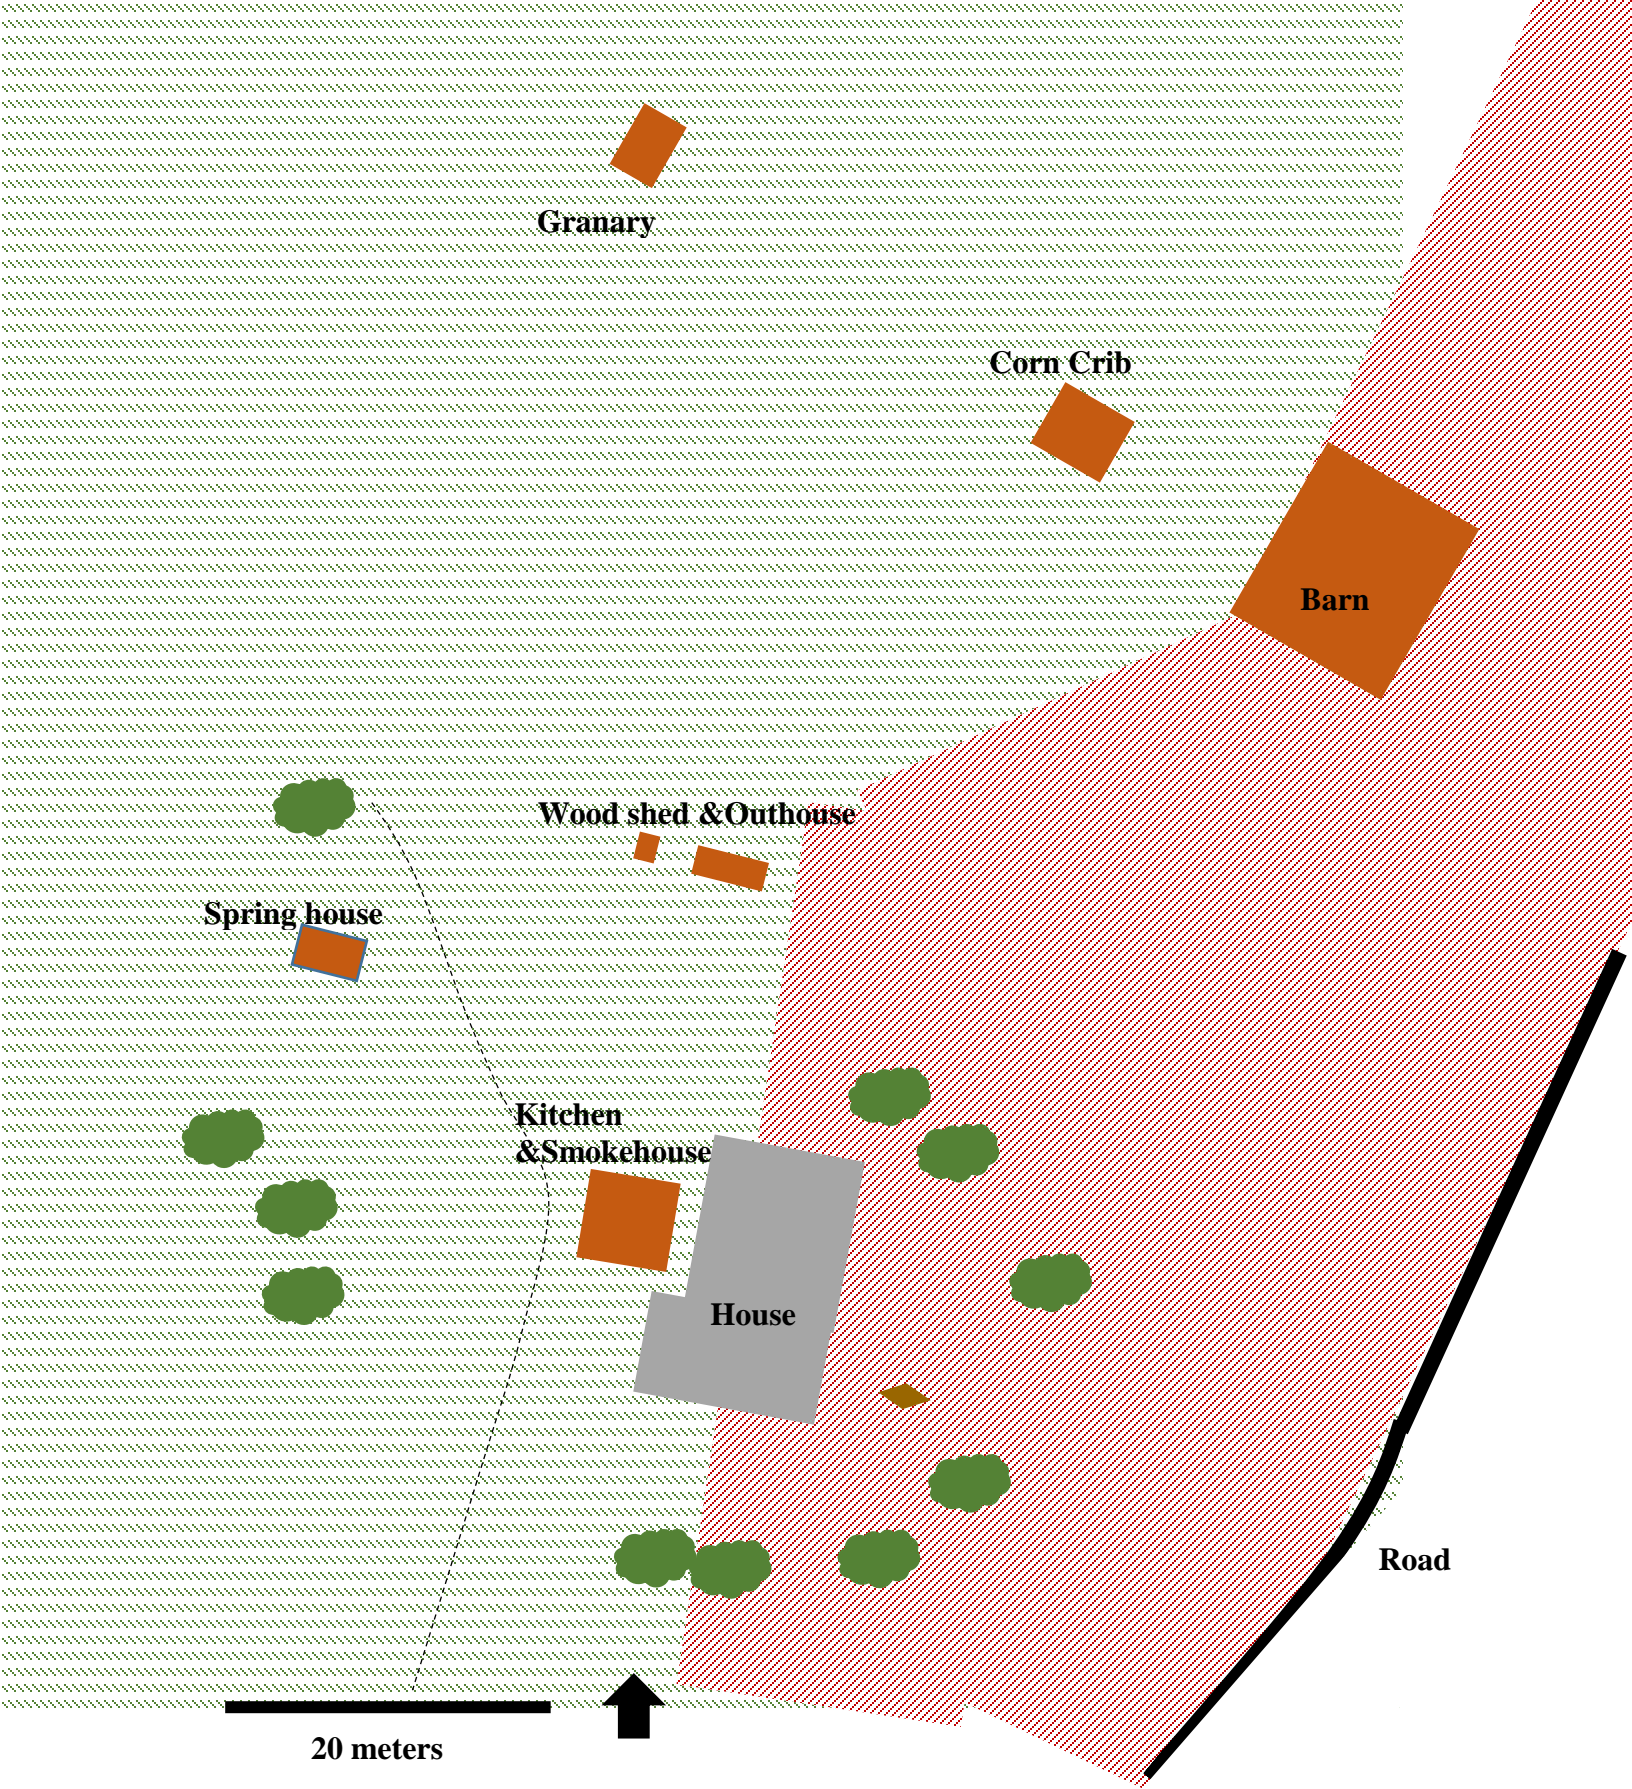 Granary
Corn Crib
Barn
Wood shed &Outhouse
Spring house
Kitchen
&Smokehouse
House
Road
20 meters